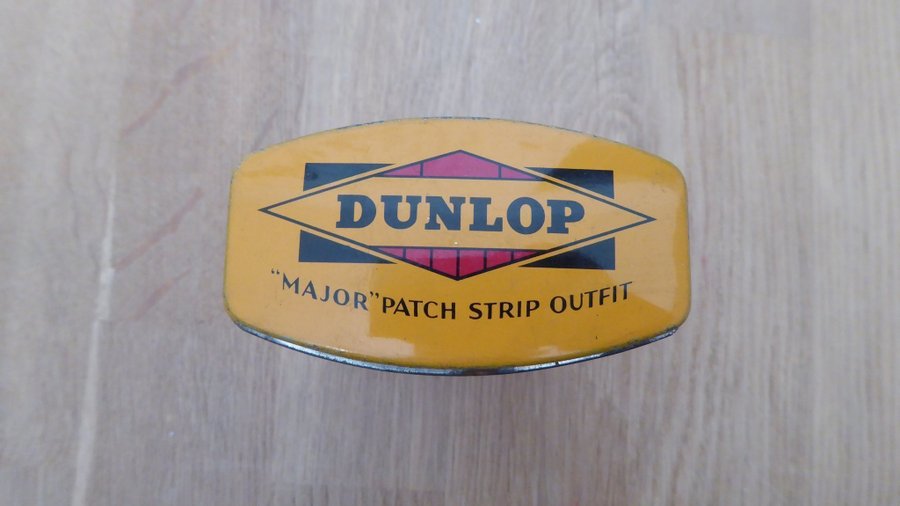 DUNLOP
“MAJOR” PATCH STRIP OUTFIT